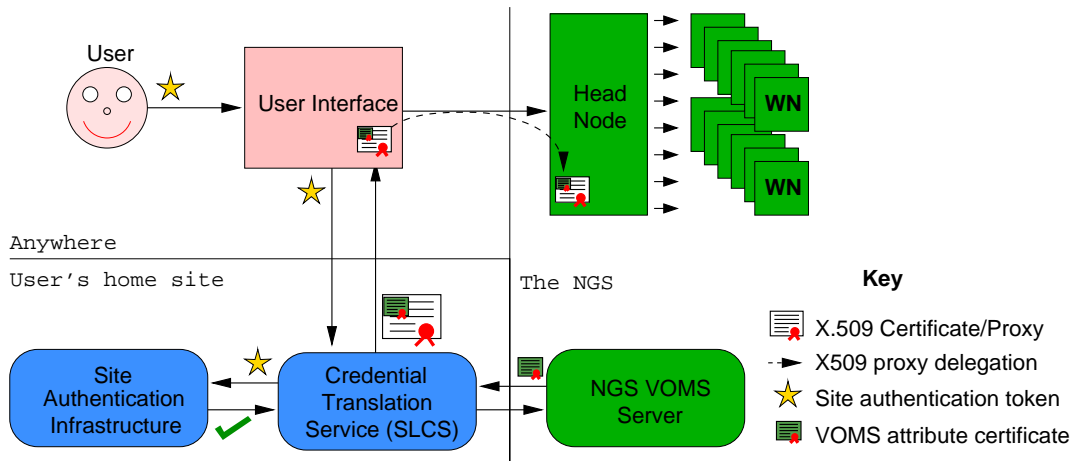 User
User Interface
Head
Node
WN
WN
Anywhere
User's home site
The NGS
Site
Authentication
Infrastructure
Credential
Translation
Service (SLCS)
NGS VOMS
Server
Key
X.509 Certificate/Proxy
X509 proxy delegation
Site authentication token
VOMS attribute certificate